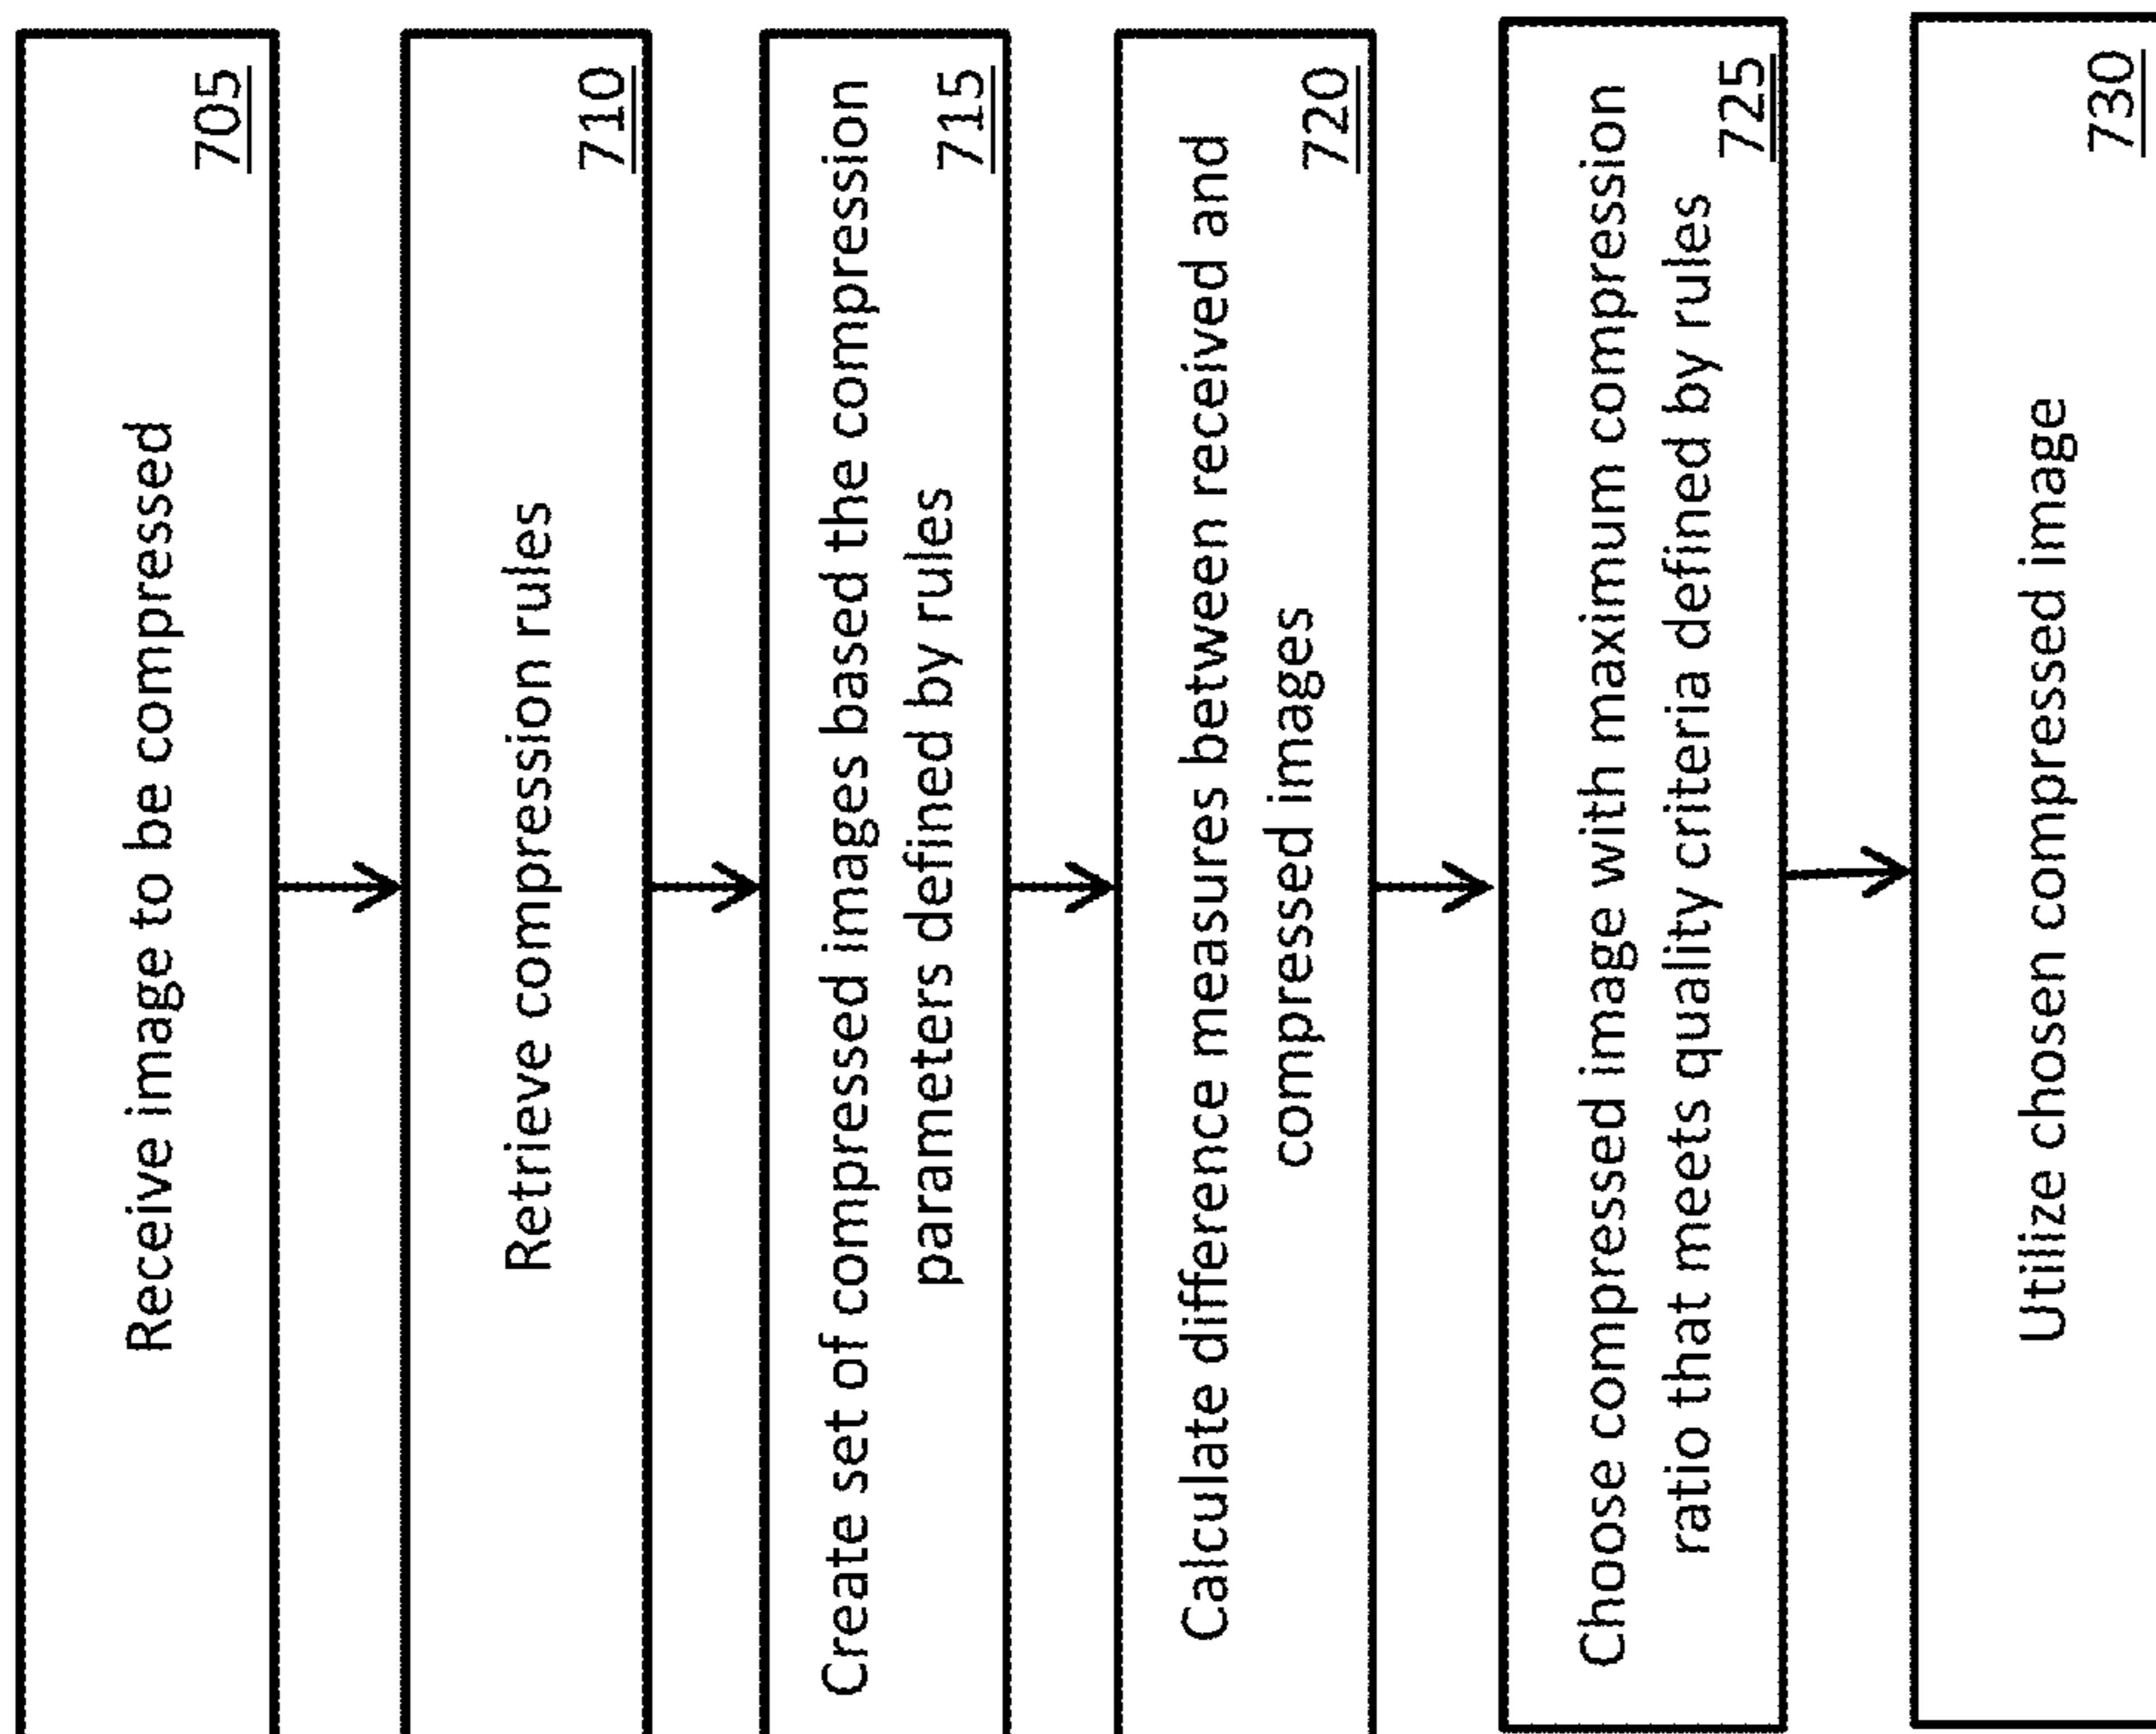 Receive image to be compressed
705
Retrieve compression rules
710
Create set of compressed images based the compression
parameters defined by rules
715
Calculate difference measures between received and
compressed images
720
Choose compressed image with maximum compression
ratio that meets quality criteria defined by rules
725
Utilize chosen compressed image
730